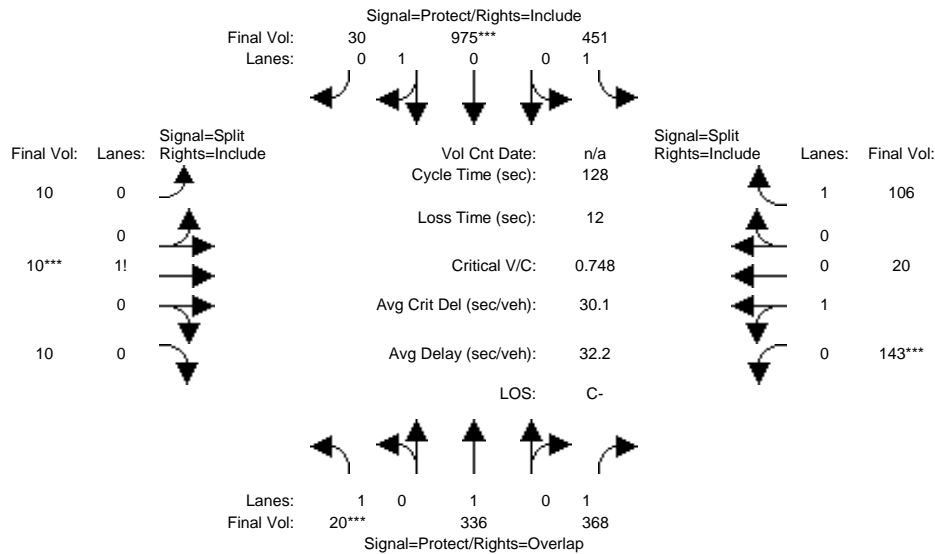 Signal=Protect/Rights=Include
Final Vol: 30 975*** 451
Lanes: 0 1 0 0 1
Signal=Split
Final Vol: Lanes: Rights=Include
Vol Cnt Date: n/a
Signal=Split
Rights=Include Lanes: Final Vol:
Cycle Time (sec): 128
10 0
1 106
Loss Time (sec): 12
0
0
10*** 1!
Critical V/C: 0.748
0 20
0
Avg Crit Del (sec/veh): 30.1
1
10 0
Avg Delay (sec/veh): 32.2
0 143***
LOS: C-
Lanes: 1 0 1 0 1
Final Vol: 20*** 336 368
Signal=Protect/Rights=Overlap